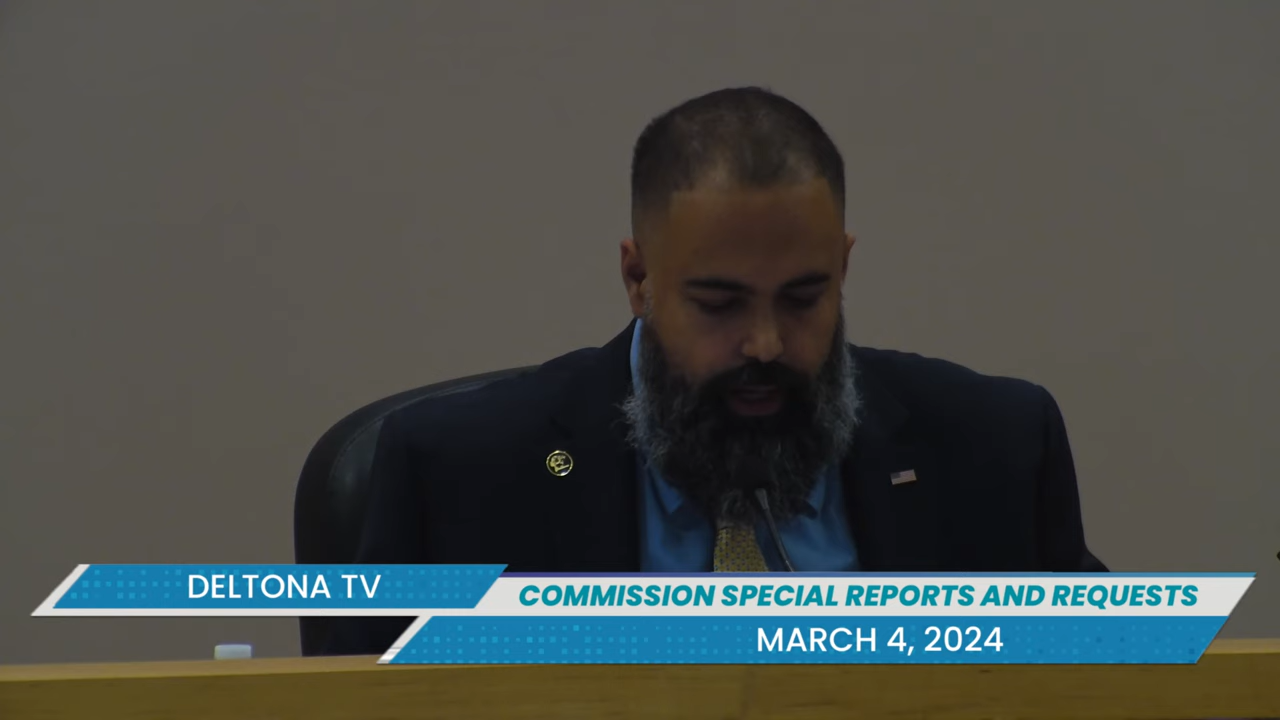 DELTONA TV
COMMISSION SPECIAL REPORTS AND REQUESTS
MARCH 4, 2024